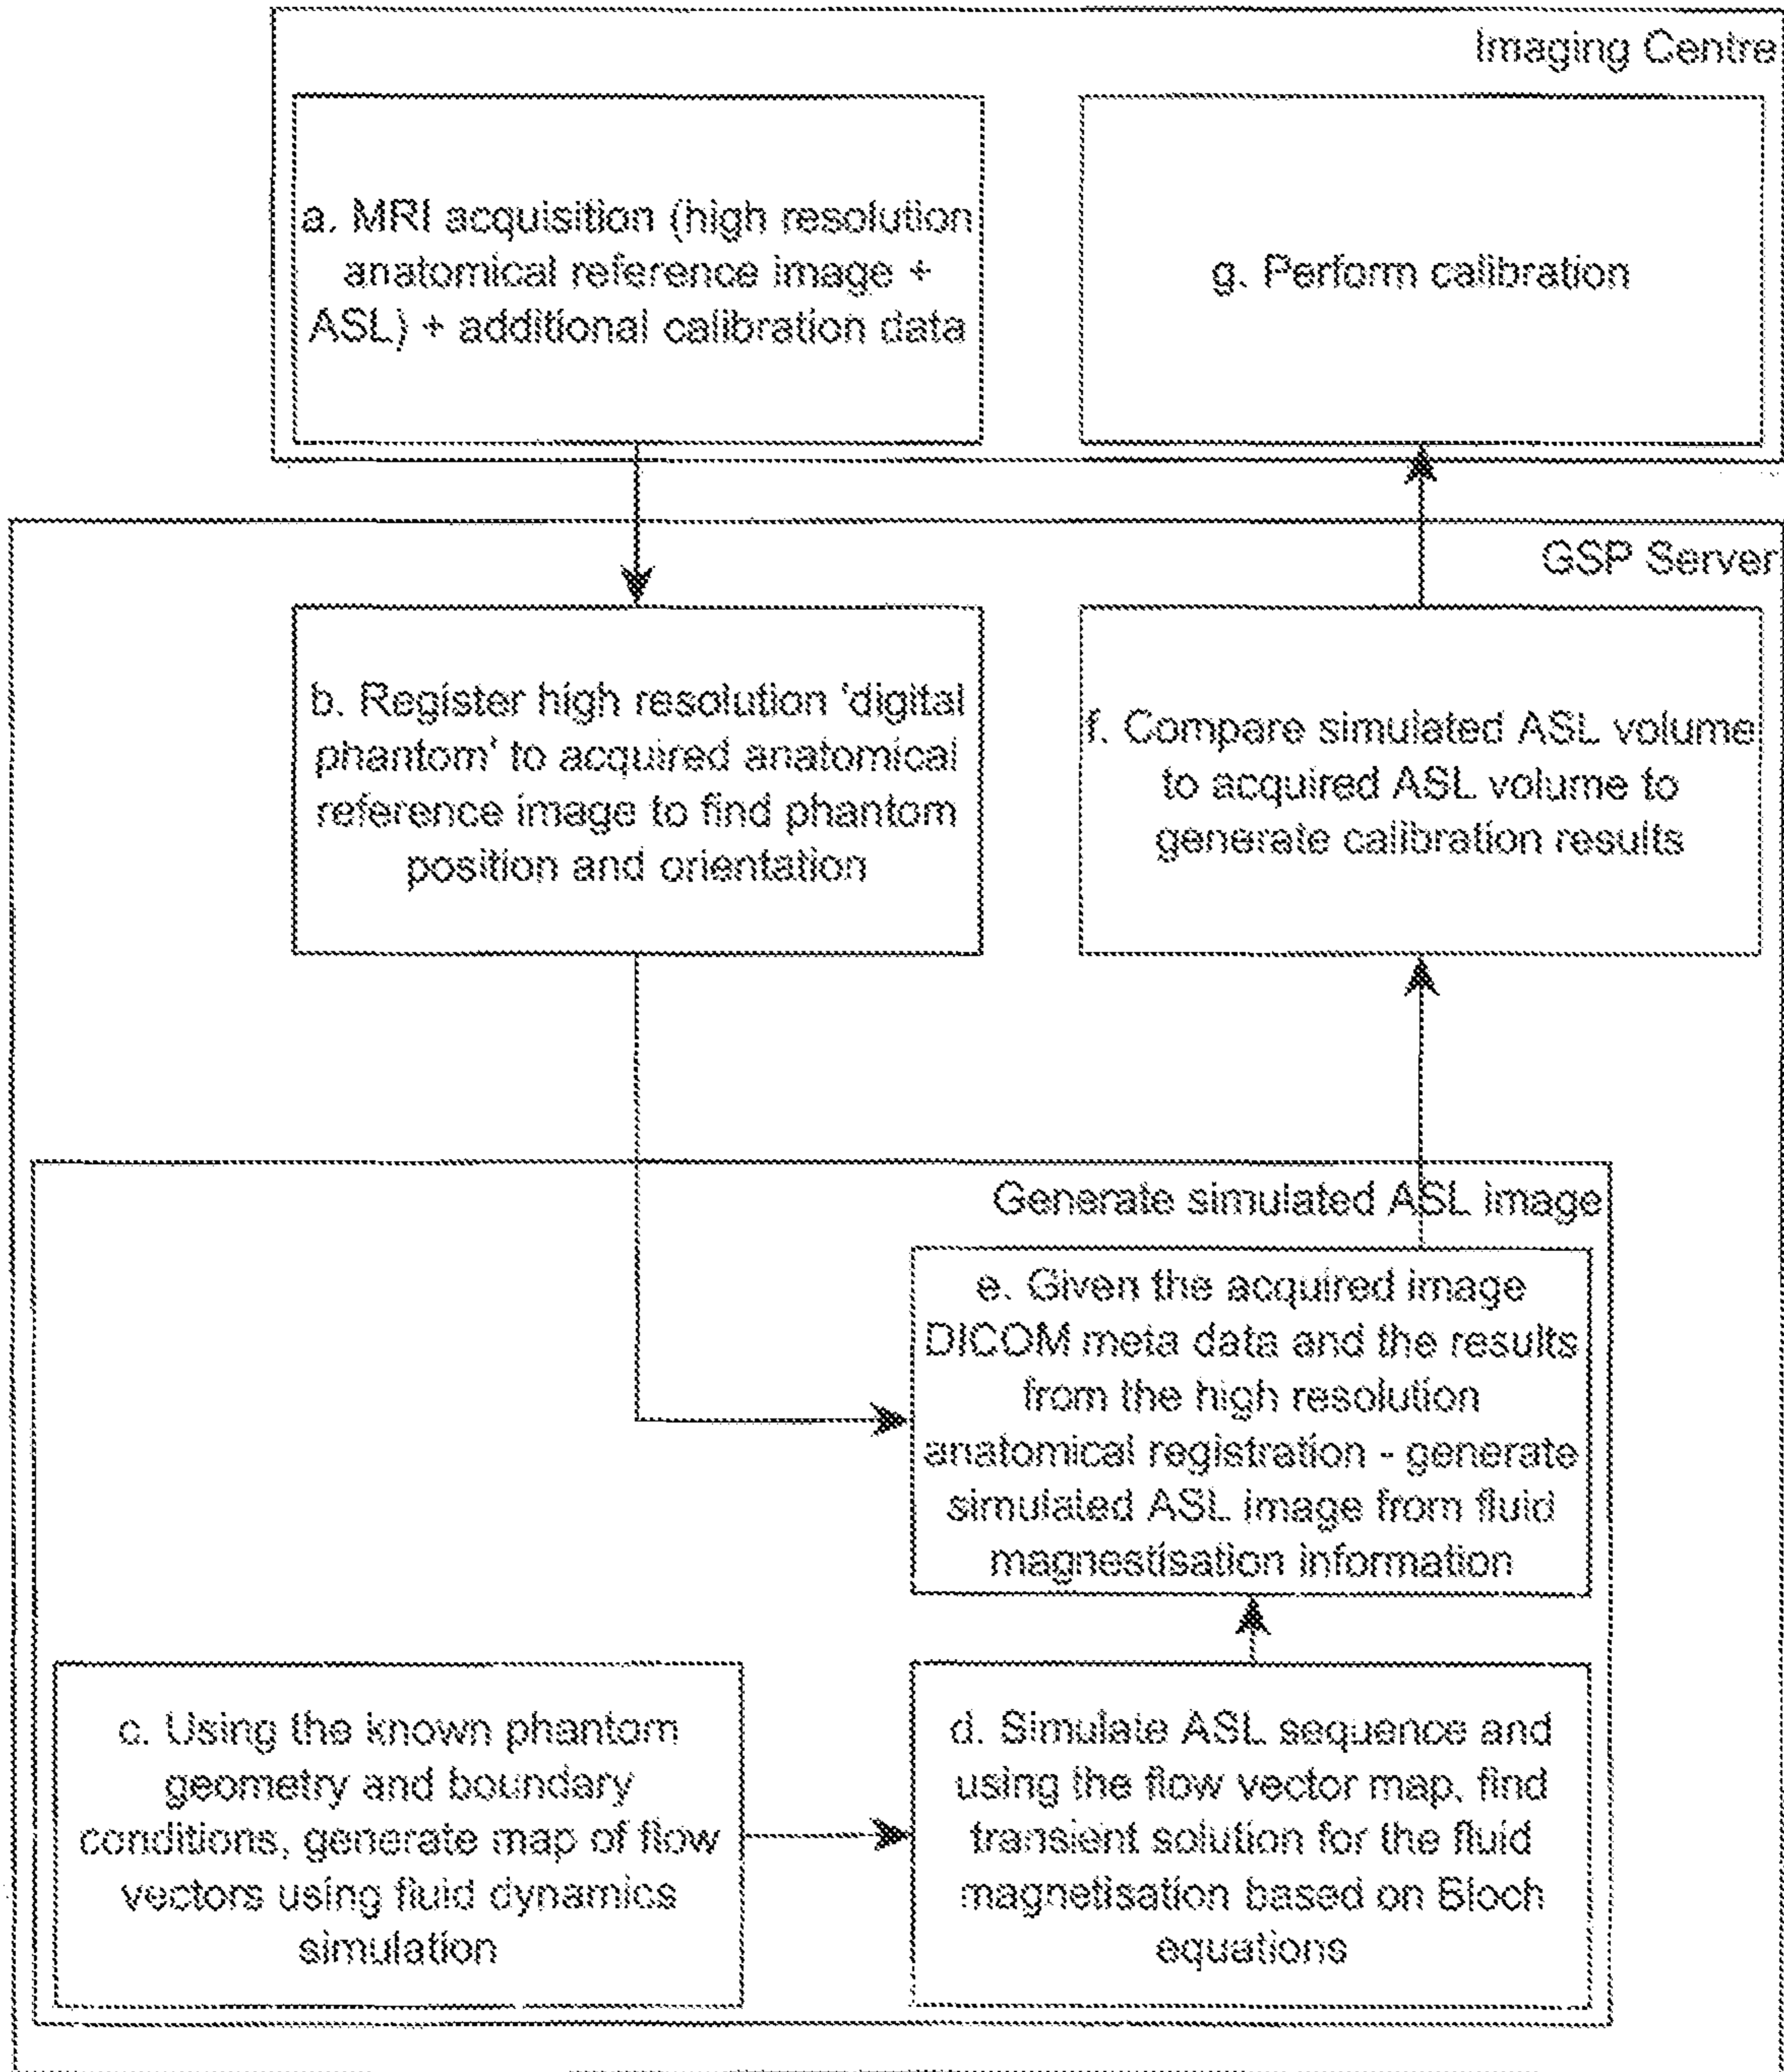 Imaging Centre
a. MRI acquisition (high resolution
anatomical reference image +
ASL) + additional calibration data
g. Perform calibration
GSP Server
b. Register high resolution 'digital
phantom' to acquired anatomical
reference image to find phantom
position and orientation
f. Compare simulated ASL volume
to acquired ASL volume to
generate calibration results
Generate simulated ASL image
e. Given the acquired image
DICOM meta data and the results
from the high resolution
anatomical registration - generate
simulated ASL image from fluid
magnestisation information
c. Using the known phantom
geometry and boundary
conditions, generate map of flow
vectors using fluid dynamics
simulation
d. Simulate ASL sequence and
using the flow vector map, find
transient solution for the fluid
magnetisation based on Bloch
equations